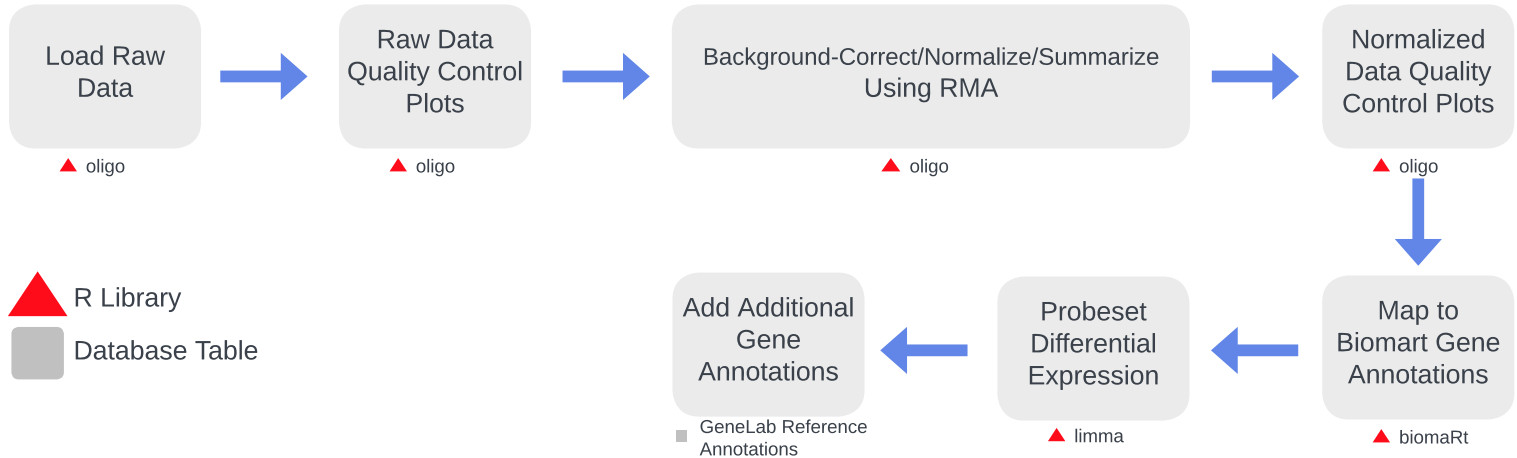 Load Raw
Data
Raw Data
Quality Control
Plots
Background-Correct/Normalize/Summarize
Using RMA
Normalized
Data Quality
Control Plots
oligo
oligo
oligo
oligo
R Library
Database Table
Add Additional
Gene
Annotations
Probeset
Differential
Expression
Map to
Biomart Gene
Annotations
GeneLab Reference
Annotations
limma
biomaRt